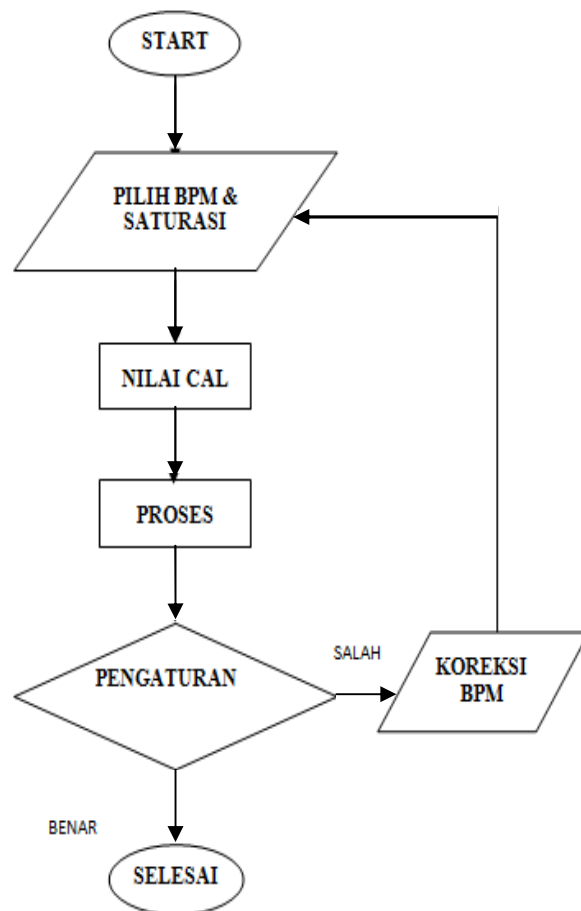 START
PILIH BPM &
SATURASI
NILAI CAL
PROSES
PENGATURAN
SALAH
KOREKSI
BPM
BENAR
SELESAI